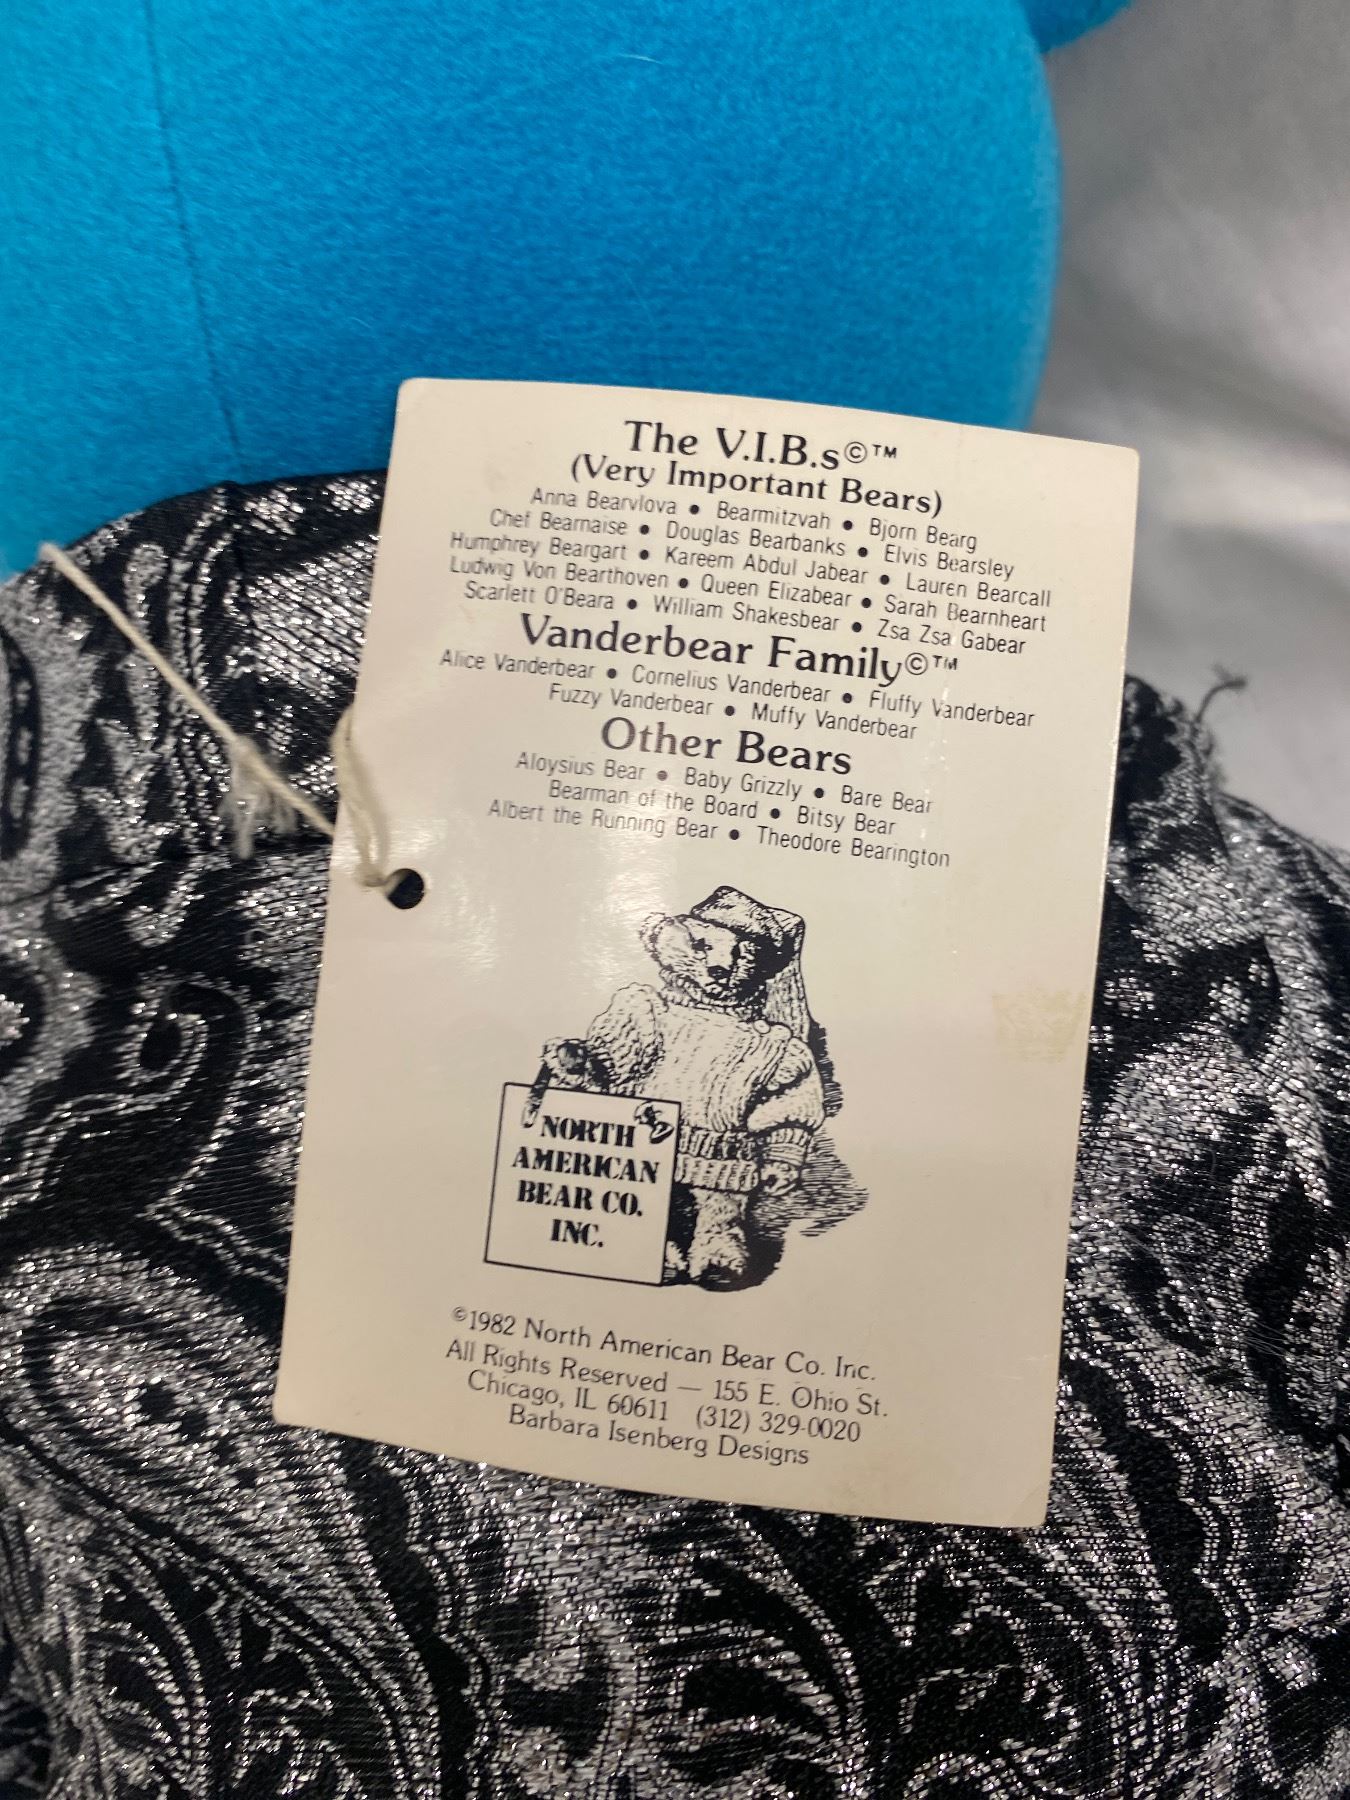 The V.I.B.s©™
(Very Important Bears)
Anna Bearvlova • Bearmitzvah • Bjorn Bearg
Chef Bearnaise • Douglas Bearbanks • Elvis Bearsley
Humphrey Beargart • Kareem Abdul Jabear • Lauren Bearcall
Ludwig Von Bearthoven • Queen Elizabear • Sarah Bearnheart
Scarlett O'Beara • William Shakesbear • Zsa Zsa Gabear
Vanderbear Family©™
Alice Vanderbear • Cornelius Vanderbear • Fluffy Vanderbear
Fuzzy Vanderbear • Muffy Vanderbear
Other Bears
Aloysius Bear • Baby Grizzly • Bare Bear
Bearman of the Board • Bitsy Bear
Albert the Running Bear • Theodore Bearington
NORTH
AMERICAN
BEAR CO.
INC.
©1982 North American Bear Co. Inc.
All Rights Reserved — 155 E. Ohio St.
Chicago, IL 60611 (312) 329-0020
Barbara Isenberg Designs